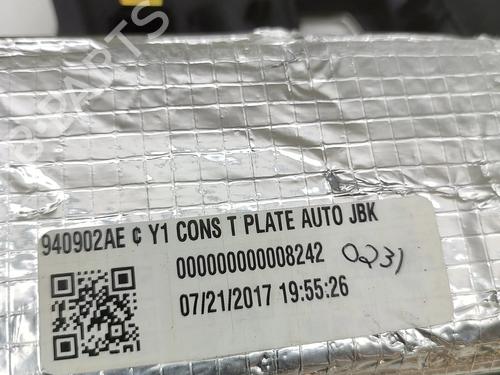 940902AE ¢ Y1 CONS T PLATE AUTO JBK
000000000008242
0231
07/21/2017 19:55:26